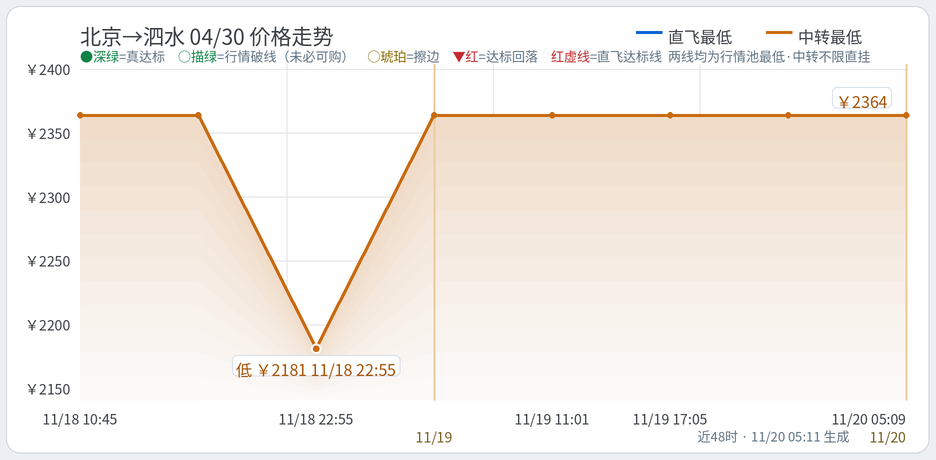 北京→泗水 04/30 价格走势
直飞最低 中转最低
●深绿=真达标 ○描绿=行情破线（未必可购） ○琥珀=擦边 ▼红=达标回落 红虚线=直飞达标线 两线均为行情池最低·中转不限直挂
￥2400
￥2364
￥2350
￥2300
￥2250
￥2200
低 ￥2181 11/18 22:55
￥2150
11/18 10:45 11/18 22:55 11/19 11:01 11/19 17:05 11/20 05:09
11/19 近48时 · 11/20 05:11 生成 11/20